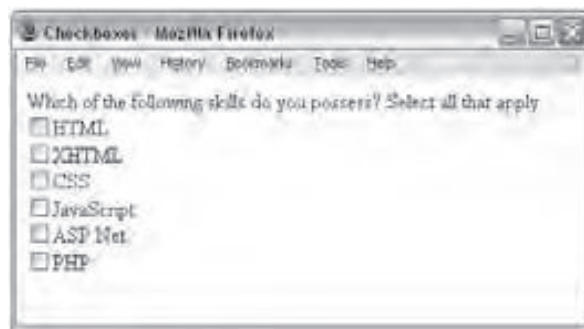 Checkboxes - Mozilla Firefox
File Edit View History Bookmarks Tools Help
Which of the following skills do you possess? Select all that apply
HTML
XHTML
CSS
JavaScript
ASP.Net
PHP